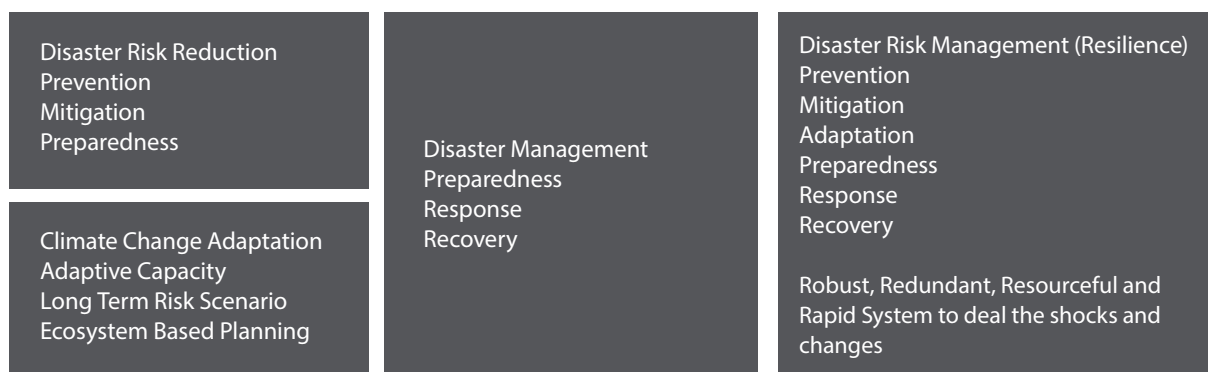 Disaster Risk Reduction
Prevention
Mitigation
Preparedness
Climate Change Adaptation
Adaptive Capacity
Long Term Risk Scenario
Ecosystem Based Planning
Disaster Management
Preparedness
Response
Recovery
Disaster Risk Management (Resilience)
Prevention
Mitigation
Adaptation
Preparedness
Response
Recovery
Robust, Redundant, Resourceful and
Rapid System to deal the shocks and
changes